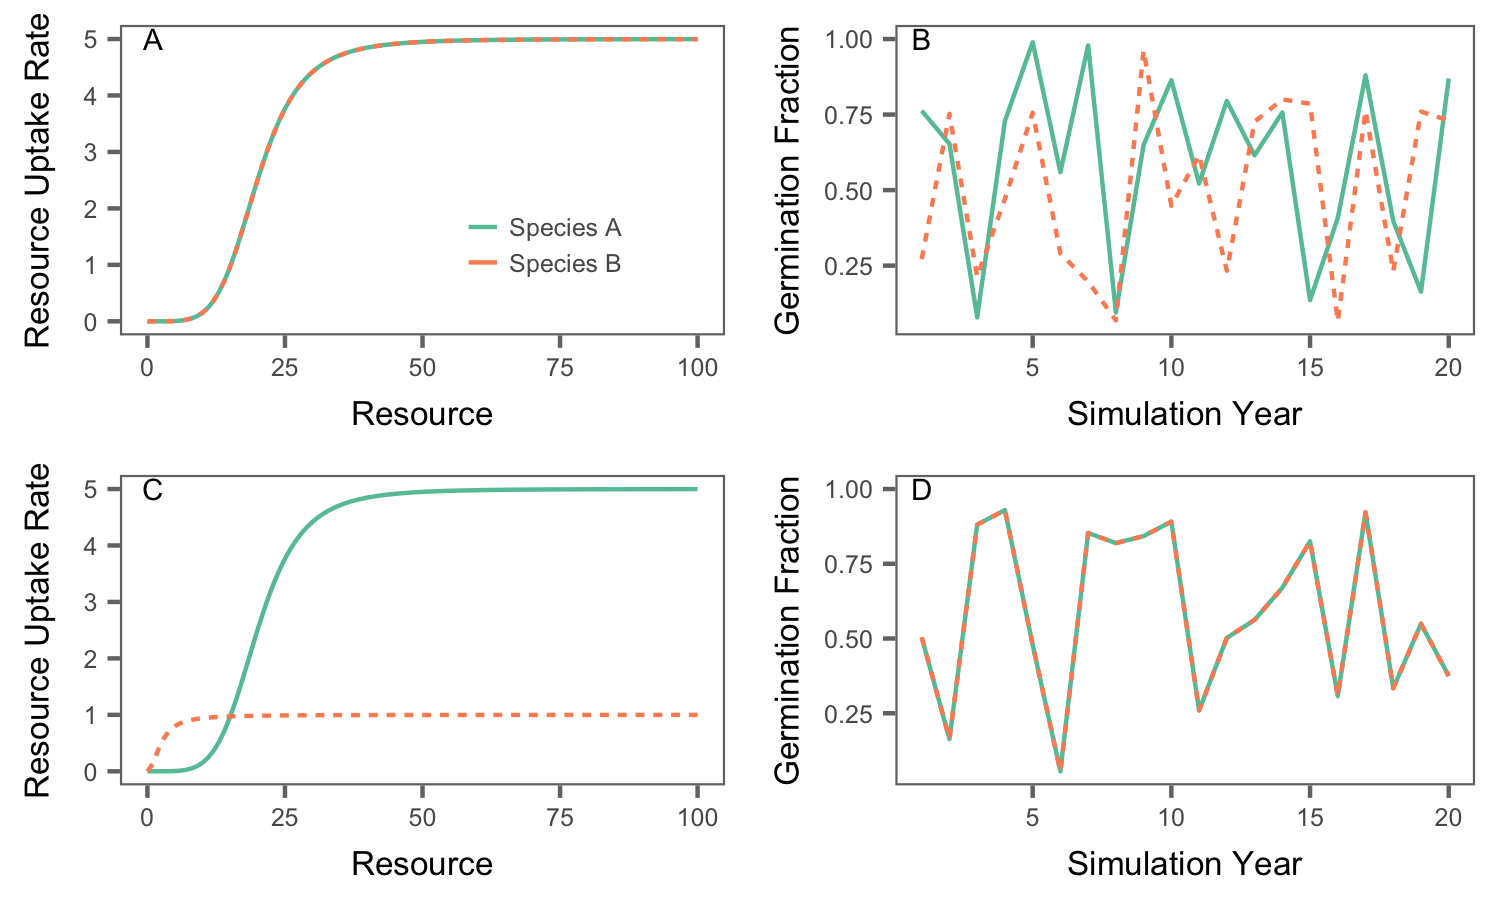 A
Resource Uptake Rate
5
4
3
2
1
0
Species A
Species B
0 25 50 75 100
Resource
B
Germination Fraction
1.00
0.75
0.50
0.25
5 10 15 20
Simulation Year
C
Resource Uptake Rate
5
4
3
2
1
0
0 25 50 75 100
Resource
D
Germination Fraction
1.00
0.75
0.50
0.25
5 10 15 20
Simulation Year